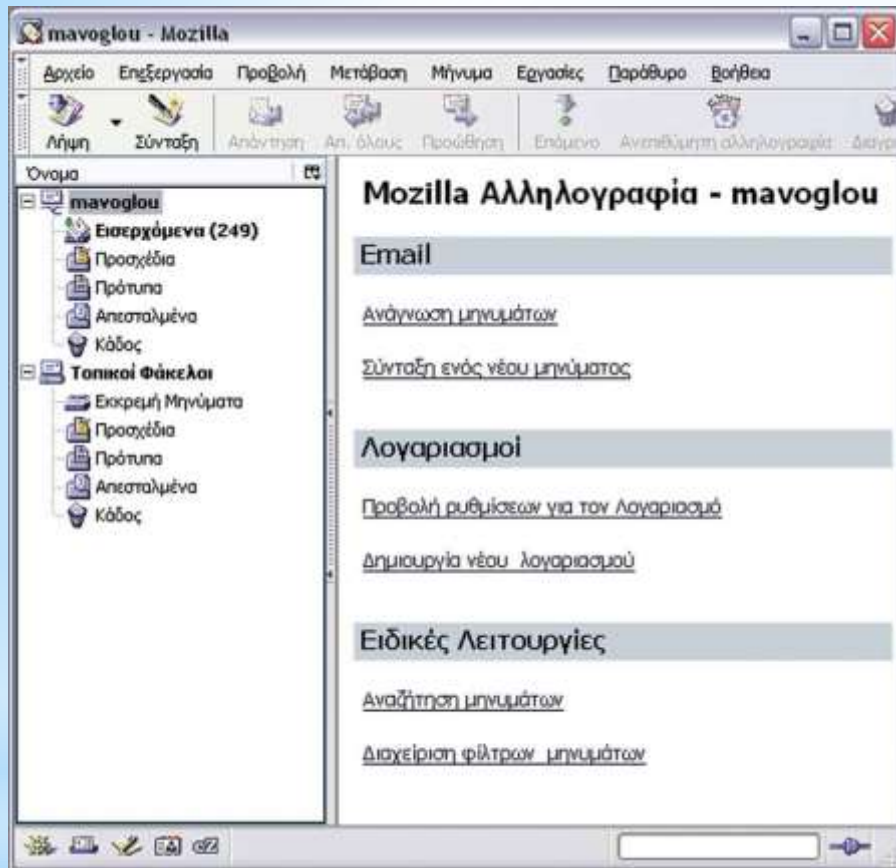 mavoglou - Mozilla
Αρχείο Επεξεργασία Προβολή Μετάβαση Μήνυμα Εργασίες Παράθυρο Βοήθεια
Λήψη Σύνταξη Απάντηση Απ. όλους Προώθηση Επόμενο Ανεπιθύμητη αλληλογραφία
Όνομα
mavoglou
Εισερχόμενα (249)
Προσχέδια
Πρότυπα
Απεσταλμένα
Κάδος
Τοπικοί Φάκελοι
Εκκρεμή Μηνύματα
Προσχέδια
Πρότυπα
Απεσταλμένα
Κάδος
Mozilla Αλληλογραφία - mavoglou
Email
Ανάγνωση μηνυμάτων
Σύνταξη ενός νέου μηνύματος
Λογαριασμοί
Προβολή ρυθμίσεων για τον Λογαριασμό
Δημιουργία νέου λογαριασμού
Ειδικές Λειτουργίες
Αναζήτηση μηνυμάτων
Διαχείριση φίλτρων μηνυμάτων